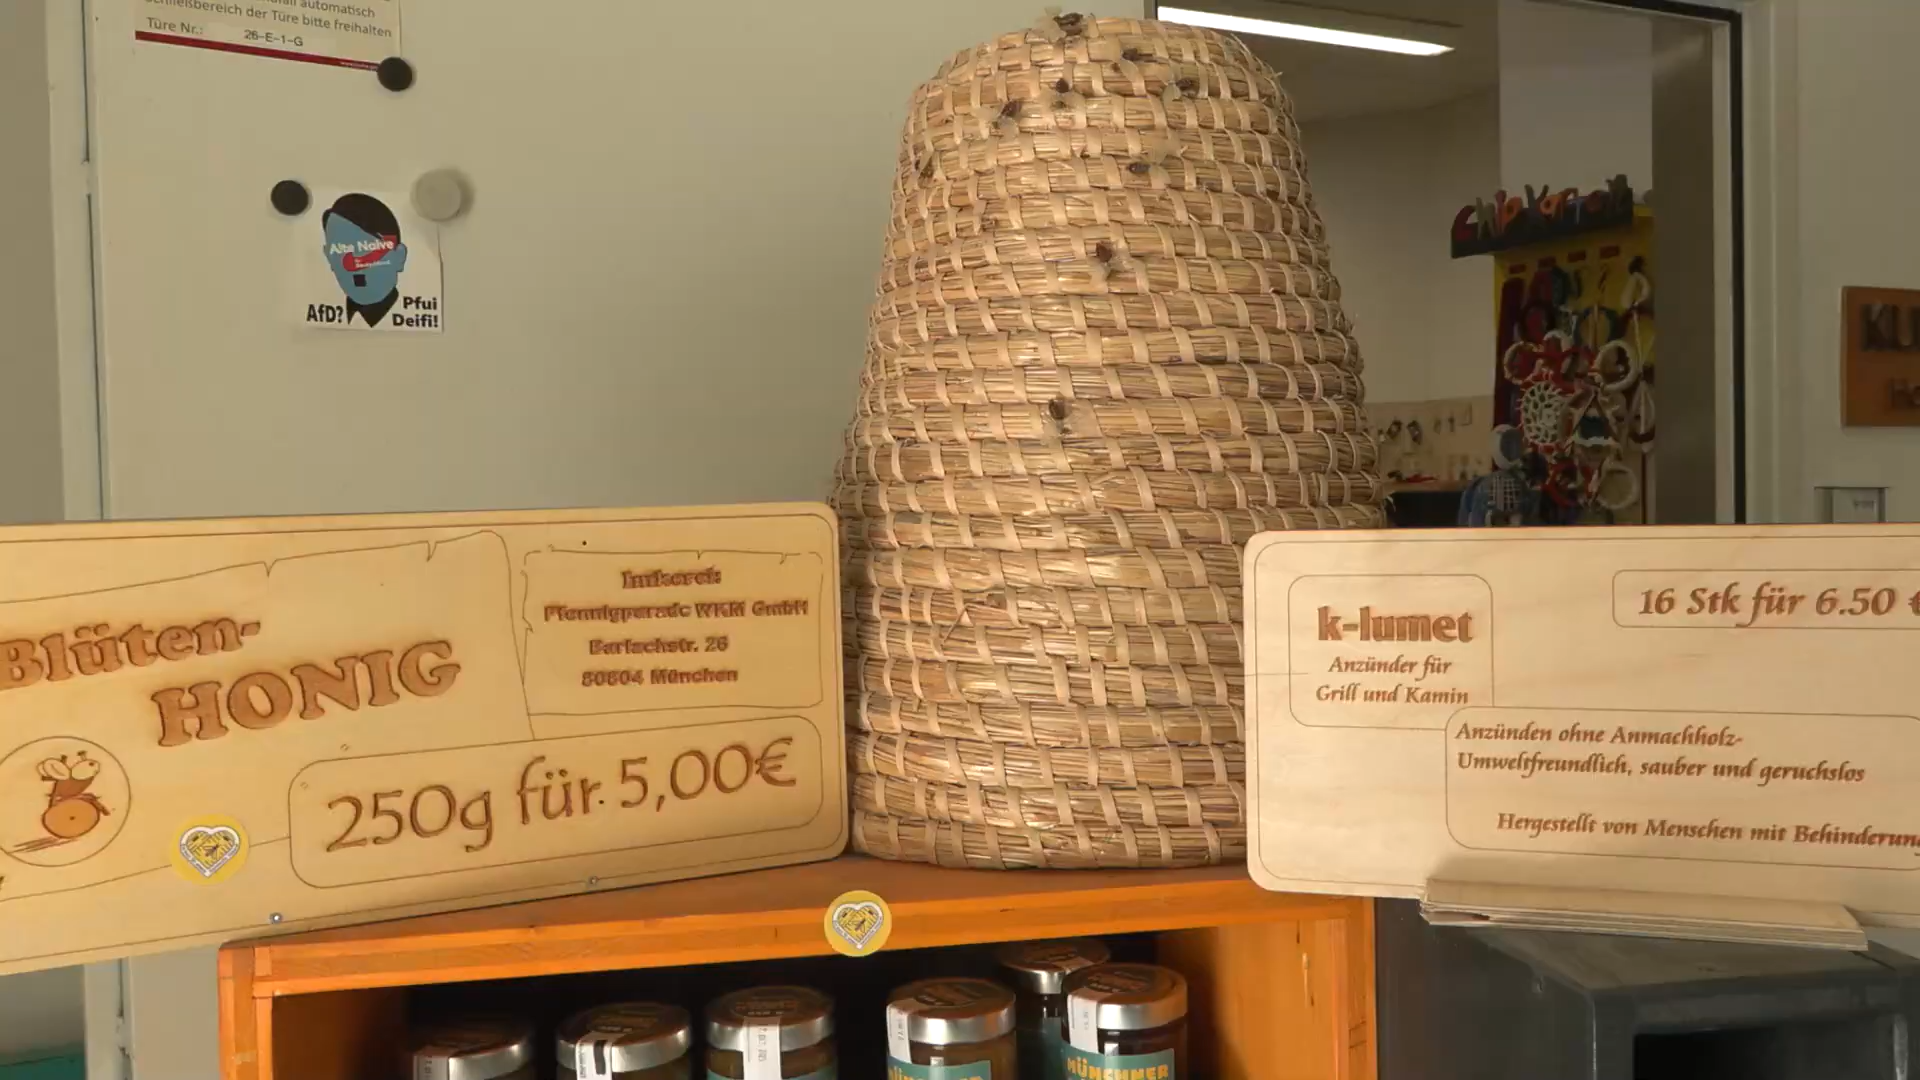 automatisch
bereich der Türe bitte freihalten
Türe Nr.: 26-E-1-G
Alte Naive
AfD? Pfui
Deifi!
Blüten-
HONIG
Imkerei:
Pfennigparade WKM GmbH
Barlachstr. 26
80804 München
250g für 5,00€
k-lumet
Anzünder für
Grill und Kamin
16 Stk für 6.50 €
Anzünden ohne Anmachholz-
Umweltfreundlich, sauber und geruchslos
Hergestellt von Menschen mit Behinderung
MÜNCHNER